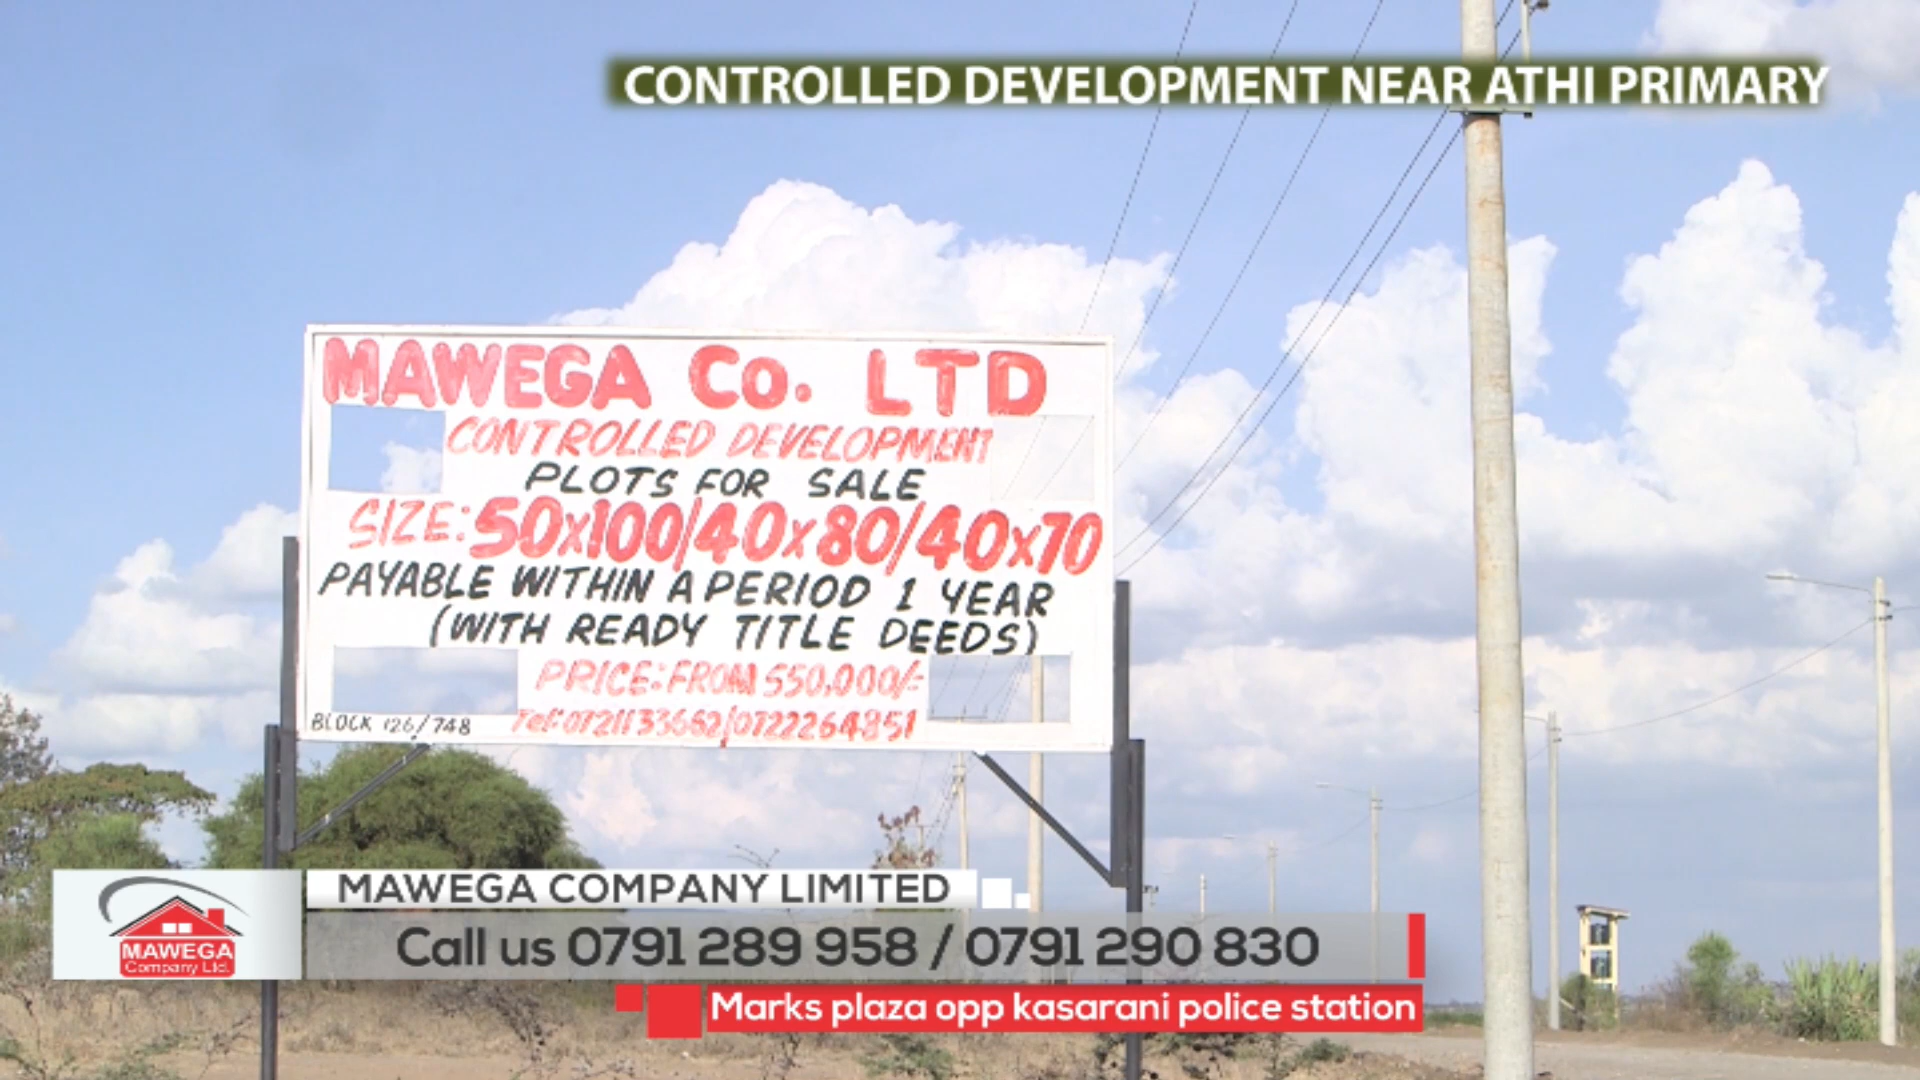 CONTROLLED DEVELOPMENT NEAR ATHI PRIMARY
MAWEGA CO. LTD
CONTROLLED DEVELOPMENT
PLOTS FOR SALE
SIZE: 50x100/40x80/40x70
PAYABLE WITHIN A PERIOD 1 YEAR
(WITH READY TITLE DEEDS)
PRICE: FROM 550,000/=
BLOCK 126/748 Tel: 0721133662/0722264851
MAWEGA COMPANY LIMITED
MAWEGA
Company Ltd.
Call us 0791 289 958 / 0791 290 830
Marks plaza opp kasarani police station